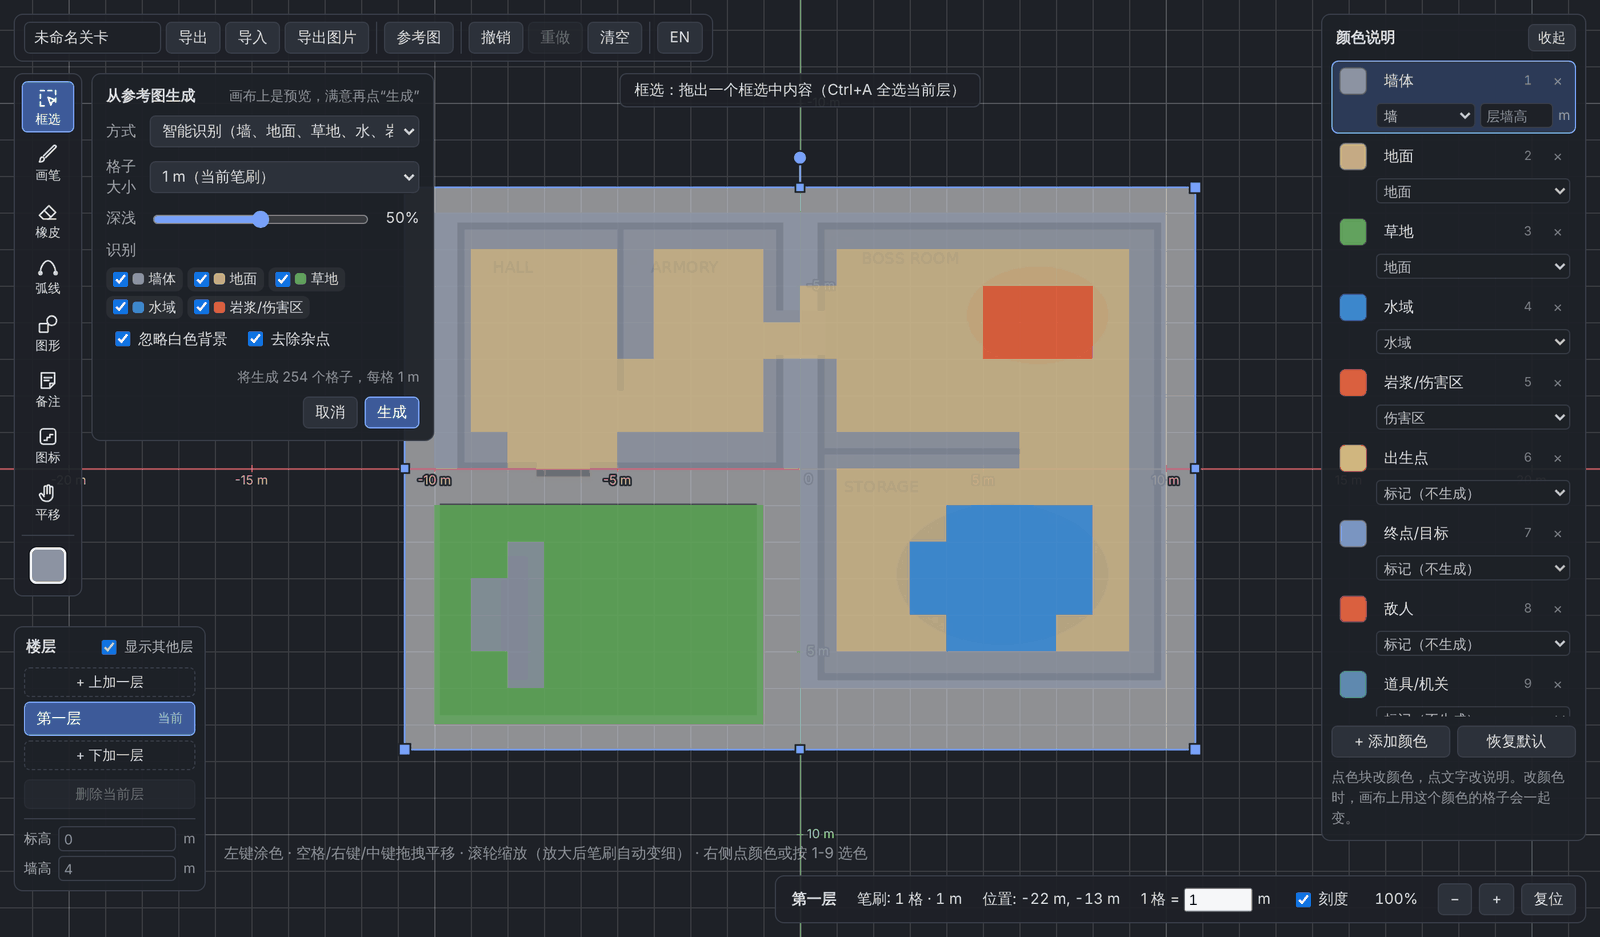 未命名关卡
导出
导入
导出图片
参考图
撤销
重做
清空
EN
框选
画笔
橡皮
弧线
图形
备注
图标
平移
从参考图生成
画布上是预览，满意再点“生成”
方式
智能识别（墙、地面、草地、水、岩
格子大小
1 m（当前笔刷）
深浅
50%
识别
墙体
地面
草地
水域
岩浆/伤害区
忽略白色背景
去除杂点
将生成 254 个格子，每格 1 m
取消
生成
框选：拖出一个框选中内容（Ctrl+A 全选当前层）
HALL
ARMORY
BOSS ROOM
-5 m
STORAGE
-20 m
-15 m
-10 m
-5 m
0
5 m
10 m
15 m
5 m
10 m
楼层
显示其他层
+ 上加一层
第一层
当前
+ 下加一层
删除当前层
标高
0
m
墙高
4
m
左键涂色 · 空格/右键/中键拖拽平移 · 滚轮缩放（放大后笔刷自动变细） · 右侧点颜色或按 1-9 选色
颜色说明
收起
墙体
1
×
墙
层墙高
m
地面
2
×
地面
草地
3
×
地面
水域
4
×
水域
岩浆/伤害区
5
×
伤害区
出生点
6
×
标记（不生成）
终点/目标
7
×
标记（不生成）
敌人
8
×
标记（不生成）
道具/机关
9
×
+ 添加颜色
恢复默认
点色块改颜色，点文字改说明。改颜色
时，画布上用这个颜色的格子会一起
变。
第一层
笔刷: 1 格 · 1 m
位置: -22 m, -13 m
1 格 =
1
m
刻度
100%
−
+
复位